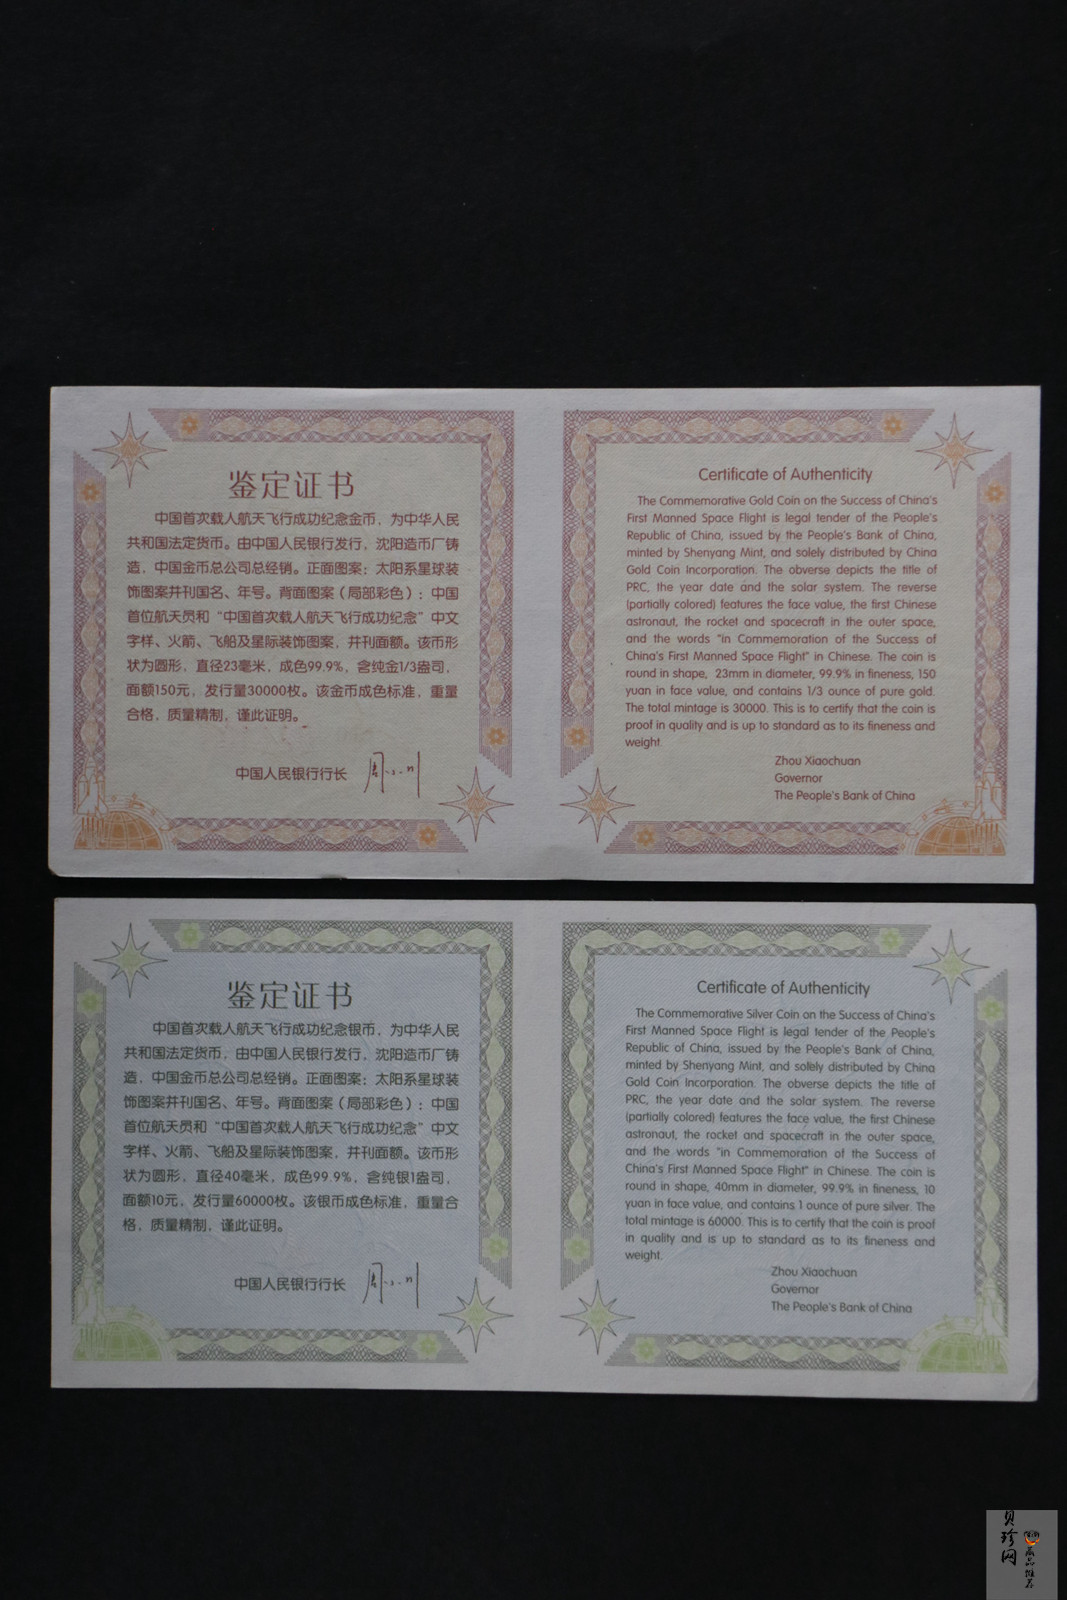 鉴定证书
中国首次载人航天飞行成功纪念金币，为中华人民
共和国法定货币。由中国人民银行发行，沈阳造币厂铸
造，中国金币总公司总经销。正面图案：太阳系星球装
饰图案并刊国名、年号。背面图案（局部彩色）：中国
首位航天员和“中国首次载人航天飞行成功纪念”中文
字样、火箭、飞船及星际装饰图案，并刊面额。该币形
状为圆形，直径23毫米，成色99.9%，含纯金1/3盎司，
面额150元，发行量30000枚。该金币成色标准，重量
合格，质量精制，谨此证明。
中国人民银行行长 周小川
Certificate of Authenticity
The Commemorative Gold Coin on the Success of China's
First Manned Space Flight is legal tender of the People's
Republic of China, issued by the People's Bank of China,
minted by Shenyang Mint, and solely distributed by China
Gold Coin Incorporation. The obverse depicts the title of
PRC, the year date and the solar system. The reverse
(partially colored) features the face value, the first Chinese
astronaut, the rocket and spacecraft in the outer space,
and the words "in Commemoration of the Success of
China's First Manned Space Flight" in Chinese. The coin is
round in shape, 23mm in diameter, 99.9% in fineness, 150
yuan in face value, and contains 1/3 ounce of pure gold.
The total mintage is 30000. This is to certify that the coin is
proof in quality and is up to standard as to its fineness and
weight.
Zhou Xiaochuan
Governor
The People's Bank of China
鉴定证书
中国首次载人航天飞行成功纪念银币，为中华人民
共和国法定货币，由中国人民银行发行，沈阳造币厂铸
造，中国金币总公司总经销。正面图案：太阳系星球装
饰图案并刊国名、年号。背面图案（局部彩色）：中国
首位航天员和“中国首次载人航天飞行成功纪念”中文
字样、火箭、飞船及星际装饰图案，并刊面额。该币形
状为圆形，直径40毫米，成色99.9%，含纯银1盎司，
面额10元，发行量60000枚。该银币成色标准，重量合
格，质量精制，谨此证明。
中国人民银行行长 周小川
Certificate of Authenticity
The Commemorative Silver Coin on the Success of China's
First Manned Space Flight is legal tender of the People's
Republic of China, issued by the People's Bank of China,
minted by Shenyang Mint, and solely distributed by China
Gold Coin Incorporation. The obverse depicts the title of
PRC, the year date and the solar system. The reverse
(partially colored) features the face value, the first Chinese
astronaut, the rocket and spacecraft in the outer space,
and the words "in Commemoration of the Success of
China's First Manned Space Flight" in Chinese. The coin is
round in shape, 40mm in diameter, 99.9% in fineness, 10
yuan in face value, and contains 1 ounce of pure silver. The
total mintage is 60000. This is to certify that the coin is proof
in quality and is up to standard as to its fineness and
weight.
Zhou Xiaochuan
Governor
The People's Bank of China
贝珍网